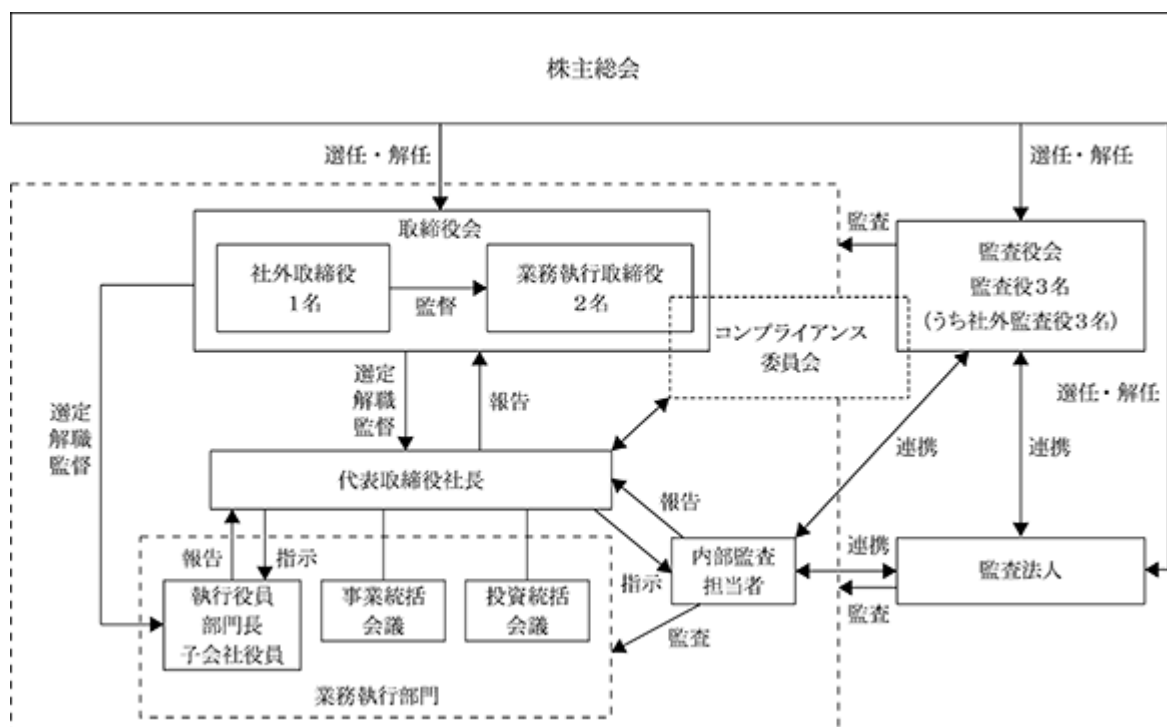 株主総会
選任・解任
選任・解任
取締役会
社外取締役
1名
監督
業務執行取締役
2名
監査
監査役会
監査役3名
(うち社外監査役3名)
コンプライアンス
委員会
選定
解職
監督
報告
選定
解職
監督
選任・解任
連携
連携
代表取締役社長
報告
報告
指示
指示
内部監査
担当者
連携
監査
監査法人
執行役員
部門長
子会社役員
事業統括
会議
投資統括
会議
監査
業務執行部門